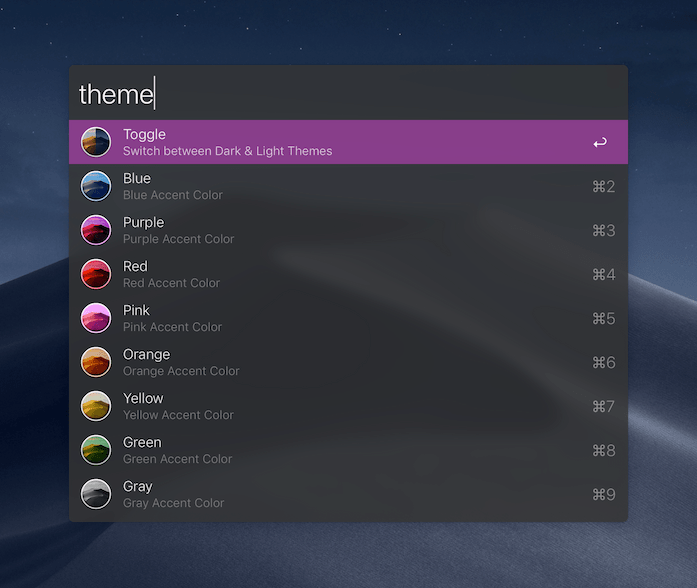 theme
Toggle
Switch between Dark & Light Themes
Blue
Blue Accent Color
⌘2
Purple
Purple Accent Color
⌘3
Red
Red Accent Color
⌘4
Pink
Pink Accent Color
⌘5
Orange
Orange Accent Color
⌘6
Yellow
Yellow Accent Color
⌘7
Green
Green Accent Color
⌘8
Gray
Gray Accent Color
⌘9